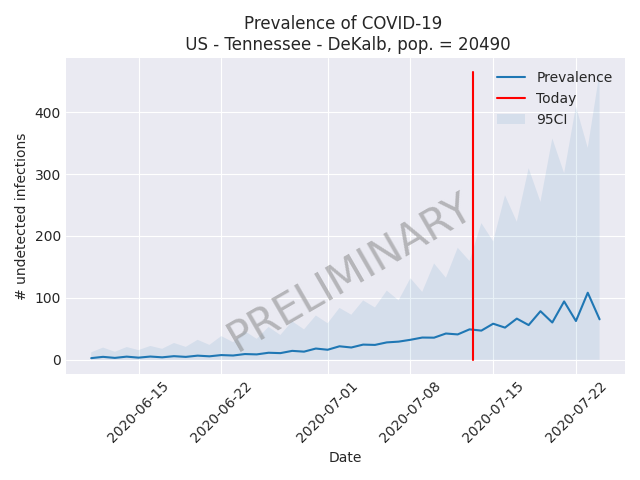 Prevalence of COVID-19
US - Tennessee - DeKalb, pop. = 20490
Prevalence
Today
95CI
# undetected infections
400
300
200
100
0
PRELIMINARY
2020-06-15
2020-06-22
2020-07-01
2020-07-08
2020-07-15
2020-07-22
Date